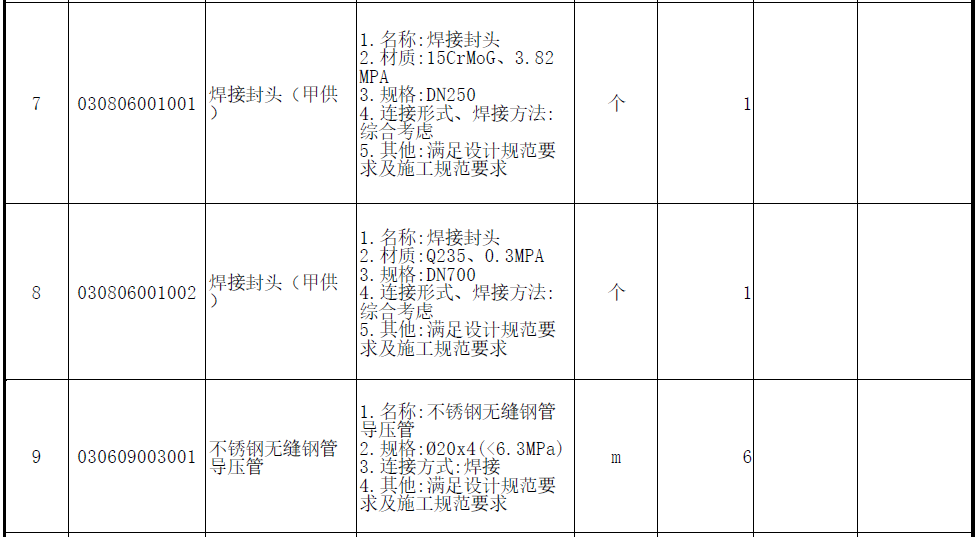 7
030806001001
焊接封头（甲供
）
1.名称:焊接封头
2.材质:15CrMoG、3.82
MPA
3.规格:DN250
4.连接形式、焊接方法:
综合考虑
5.其他:满足设计规范要
求及施工规范要求
个
1
8
030806001002
焊接封头（甲供
）
1.名称:焊接封头
2.材质:Q235、0.3MPA
3.规格:DN700
4.连接形式、焊接方法:
综合考虑
5.其他:满足设计规范要
求及施工规范要求
个
1
9
030609003001
不锈钢无缝钢管
导压管
1.名称:不锈钢无缝钢管
导压管
2.规格:Ø20x4(<6.3MPa)
3.连接方式:焊接
4.其他:满足设计规范要
求及施工规范要求
m
6